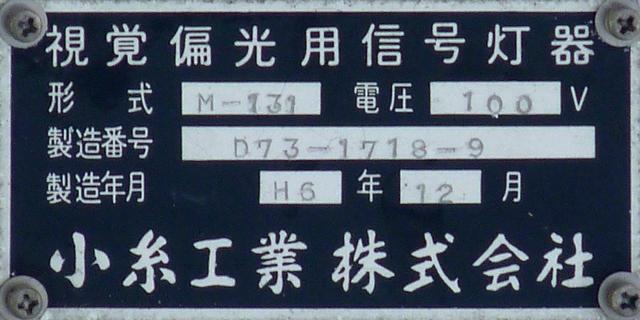 視覚偏光用信号灯器
形 式 M-131 電圧 100 V
製造番号 D73-1718-9
製造年月 H6 年 12 月
小糸工業株式会社